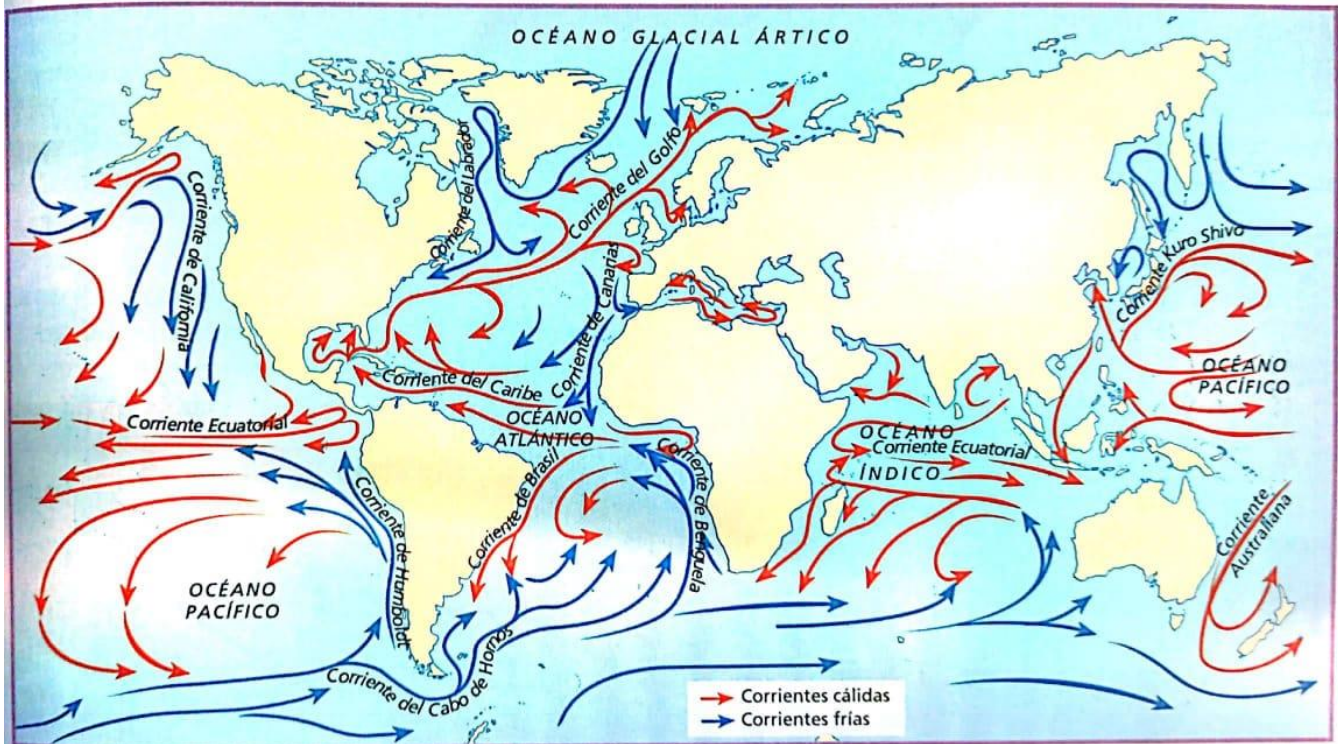 OCÉANO GLACIAL ÁRTICO
Corriente del Labrador
Corriente del Golfo
Corriente de California
Corriente de Canarias
Corriente Kuro Shivo
Corriente del Caribe
OCÉANO
PACÍFICO
Corriente Ecuatorial
OCÉANO
ATLÁNTICO
OCÉANO
Corriente Ecuatorial
ÍNDICO
Corriente de Brasil
Corriente de Benguela
Corriente de Humboldt
Corriente
Australiana
OCÉANO
PACÍFICO
Corriente del Cabo de Hornos
Corrientes cálidas
Corrientes frías